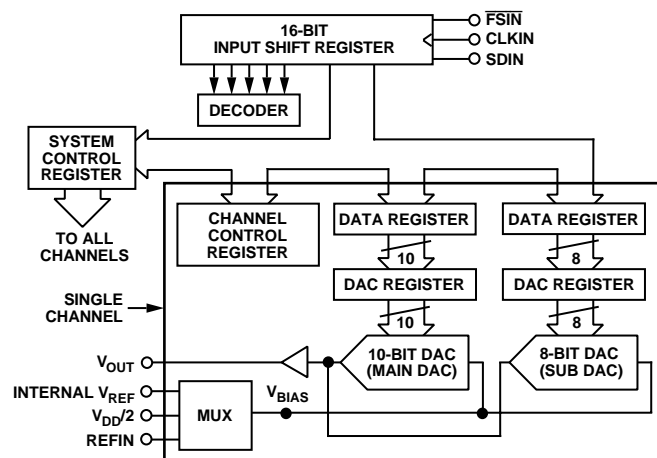 16-BIT
INPUT SHIFT REGISTER
FSIN
CLKIN
SDIN
DECODER
SYSTEM
CONTROL
REGISTER
TO ALL
CHANNELS
CHANNEL
CONTROL
REGISTER
DATA REGISTER
DATA REGISTER
10
8
DAC REGISTER
DAC REGISTER
10
8
SINGLE
CHANNEL
10-BIT DAC
(MAIN DAC)
8-BIT DAC
(SUB DAC)
VOUT
INTERNAL VREF
VDD/2
REFIN
MUX
VBIAS